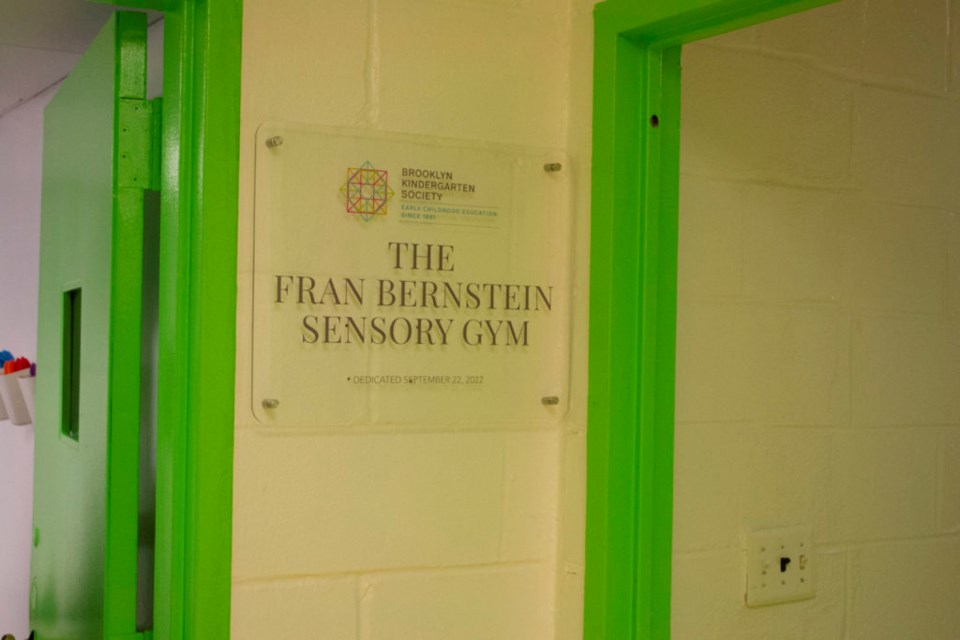 BROOKLYN
KINDERGARTEN
SOCIETY
EARLY CHILDHOOD EDUCATION
SINCE 1891
THE
FRAN BERNSTEIN
SENSORY GYM
• DEDICATED SEPTEMBER 22, 2022